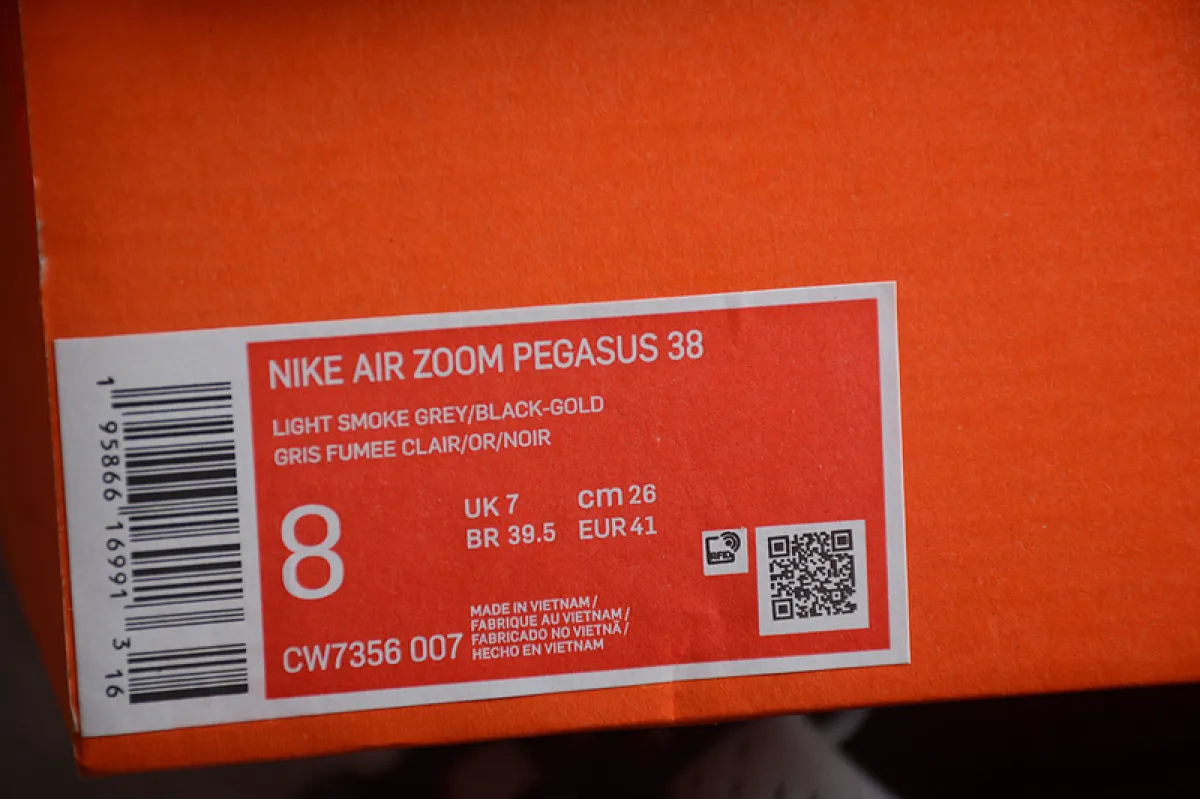 NIKE AIR ZOOM PEGASUS 38
LIGHT SMOKE GREY/BLACK-GOLD
GRIS FUMEE CLAIR/OR/NOIR
8
UK 7 cm 26
BR 39.5 EUR 41
RFID
MADE IN VIETNAM /
FABRIQUE AU VIETNAM /
FABRICADO NO VIETNÃ /
HECHO EN VIETNAM
CW7356 007
1 95866 16991 3 16